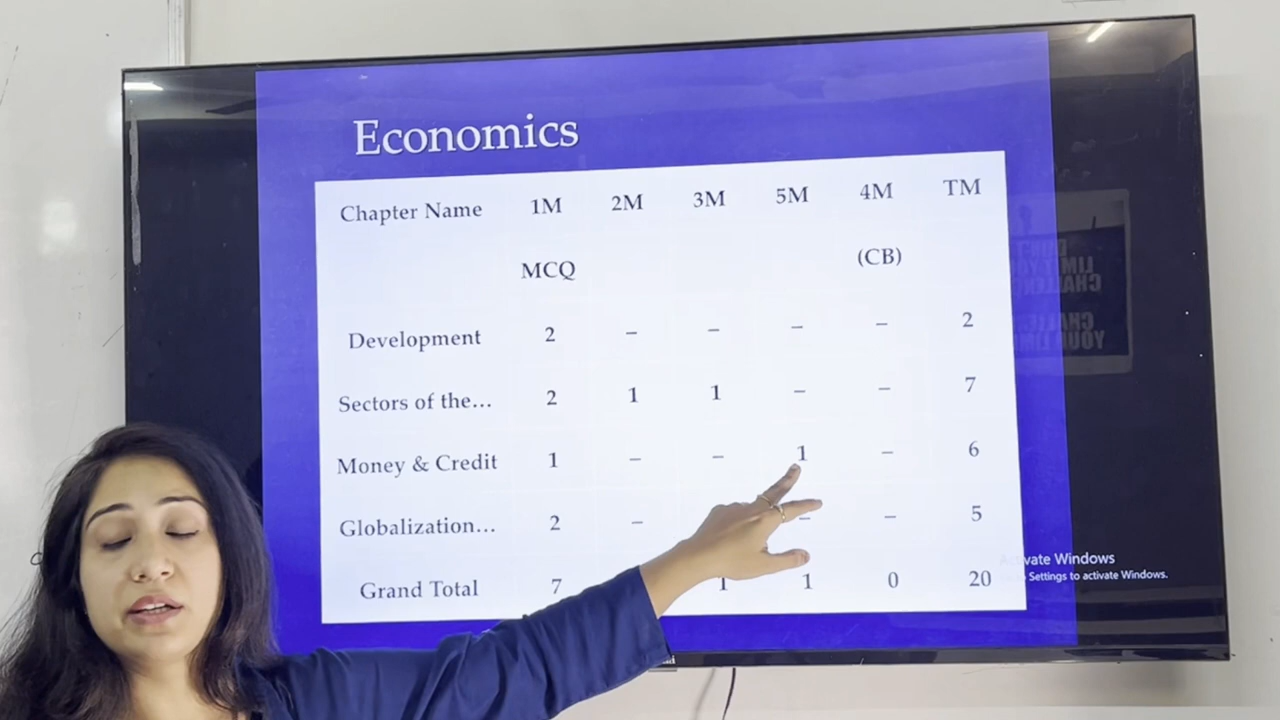 Economics
Chapter Name 1M 2M 3M 5M 4M TM
MCQ (CB)
Development 2 – – – – 2
Sectors of the... 2 1 1 – – 7
Money & Credit 1 – – 1 – 6
Globalization... 2 – – – 5
Grand Total 7 1 1 0 20
vate Windows
Settings to activate Windows.